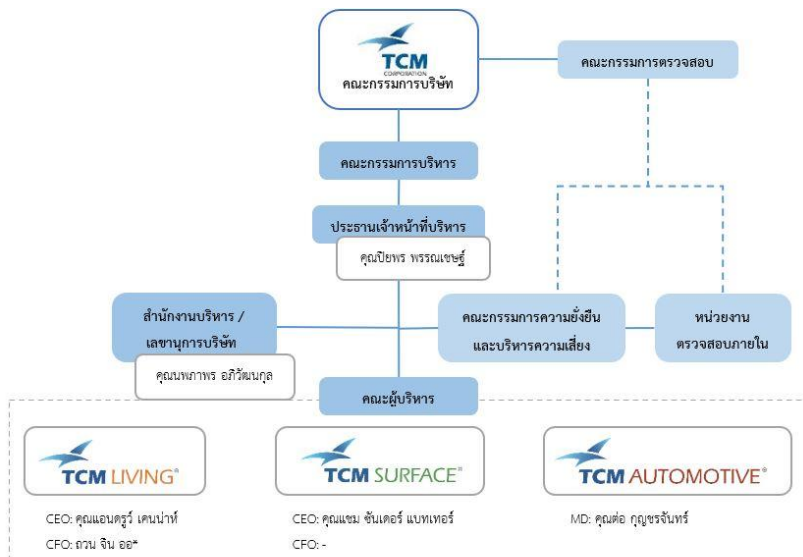 TCM
CORPORATION
คณะกรรมการบริษัท
คณะกรรมการตรวจสอบ
คณะกรรมการบริหาร
ประธานเจ้าหน้าที่บริหาร
คุณปิยพร พรรณเชษฐ์
สำนักงานบริหาร /
เลขานุการบริษัท
คุณนพภาพร อภิวัฒนกุล
คณะกรรมการความยั่งยืน
และบริหารความเสี่ยง
หน่วยงาน
ตรวจสอบภายใน
คณะผู้บริหาร
TCM LIVING®
CEO: คุณแอนดรูว์ เคนน่าห์
CFO: ถวน จิน ออ*
TCM SURFACE®
CEO: คุณแซม ซันเดอร์ แบทเทอร์
CFO: -
TCM AUTOMOTIVE®
MD: คุณต่อ กุญชรจันทร์